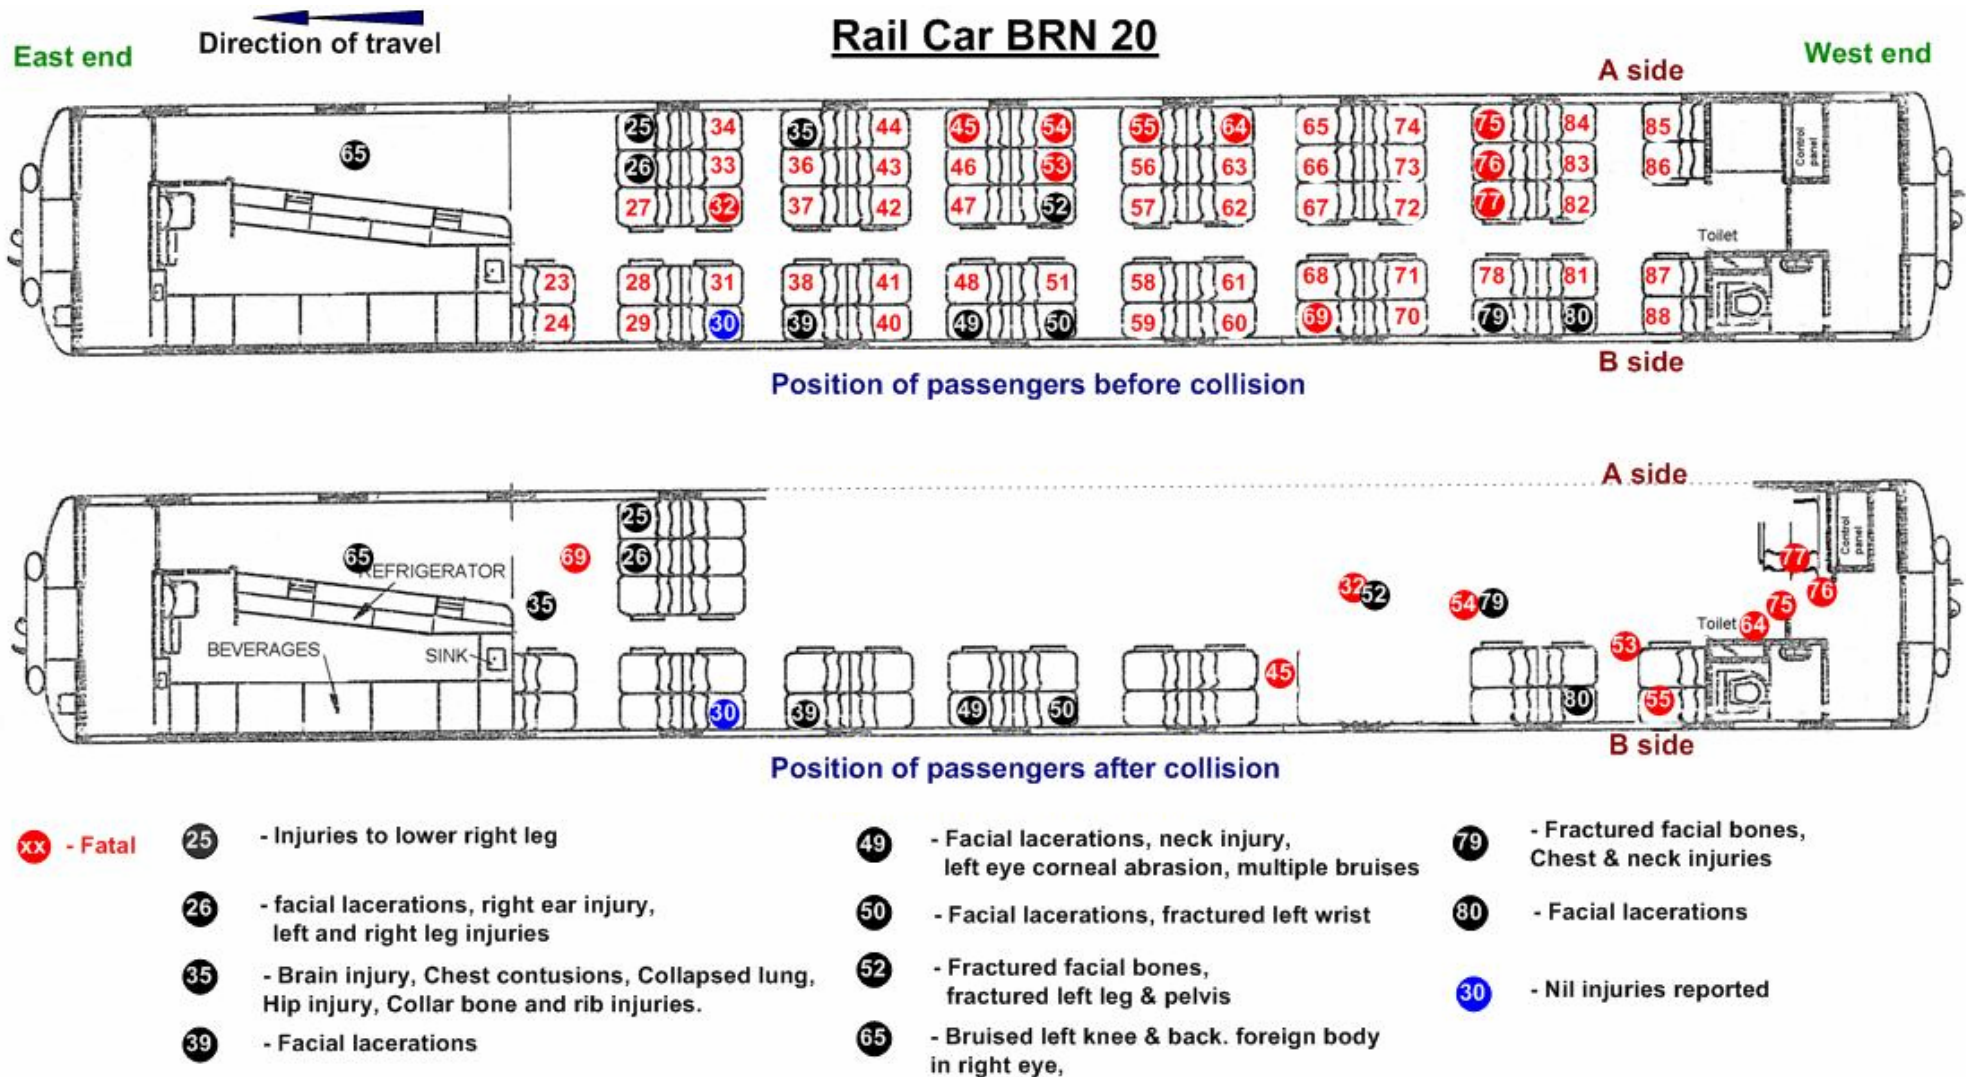 Rail Car BRN 20
Direction of travel
East end
West end
A side
65
25 34 35 44 45 54 55 64 65 74 75 84 85
26 33 36 43 46 53 56 63 66 73 76 83 86
27 32 37 42 47 52 57 62 67 72 77 82
Control panel
Toilet
23 28 31 38 41 48 51 58 61 68 71 78 81 87
24 29 30 39 40 49 50 59 60 69 70 79 80 88
B side
Position of passengers before collision
A side
25
65 69 26
REFRIGERATOR
35
32 52 54 79
77
76
75
64
53
Control panel
Toilet
BEVERAGES
SINK
45
30 39 49 50 80 55
B side
Position of passengers after collision
xx - Fatal
25 - Injuries to lower right leg
26 - facial lacerations, right ear injury,
left and right leg injuries
35 - Brain injury, Chest contusions, Collapsed lung,
Hip injury, Collar bone and rib injuries.
39 - Facial lacerations
49 - Facial lacerations, neck injury,
left eye corneal abrasion, multiple bruises
50 - Facial lacerations, fractured left wrist
52 - Fractured facial bones,
fractured left leg & pelvis
65 - Bruised left knee & back. foreign body
in right eye,
79 - Fractured facial bones,
Chest & neck injuries
80 - Facial lacerations
30 - Nil injuries reported